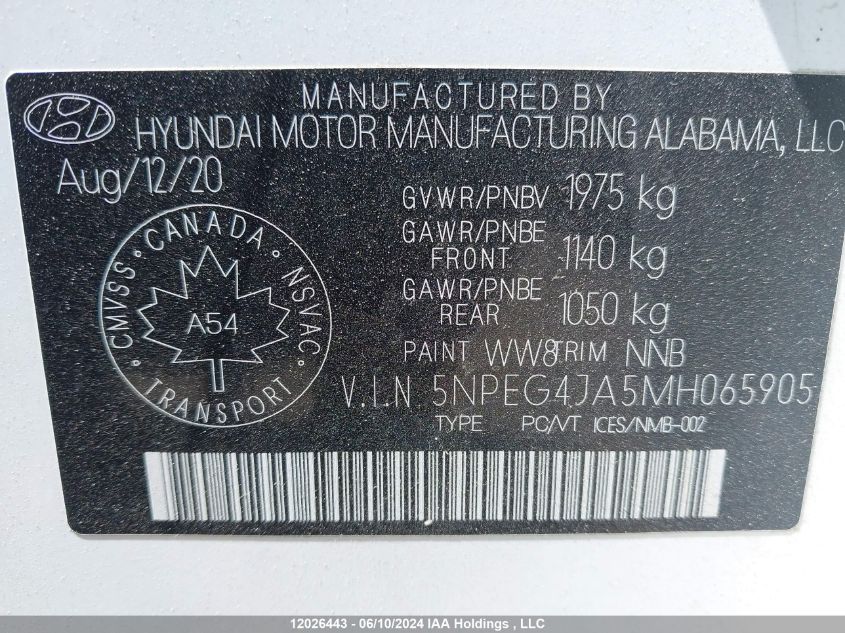 MANUFACTURED BY
HYUNDAI MOTOR MANUFACTURING ALABAMA, LLC
Aug/12/20
GVWR/PNBV 1975 kg
GAWR/PNBE
FRONT 1140 kg
GAWR/PNBE
REAR 1050 kg
PAINT WW8 TRIM NNB
V.I.N 5NPEG4JA5MH065905
TYPE PC/VT ICES/NMB-002
CANADA
CMVSS
NSVAC
A54
TRANSPORT
12026443 - 06/10/2024 IAA Holdings , LLC